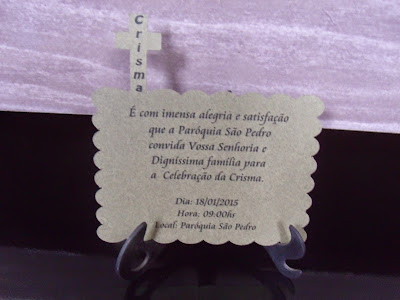 Crisma
É com imensa alegria e satisfação
que a Paróquia São Pedro
convida Vossa Senhoria e
Digníssima família para
a Celebração da Crisma.
Dia: 18/01/2015
Hora: 09:00hs
Local: Paróquia São Pedro